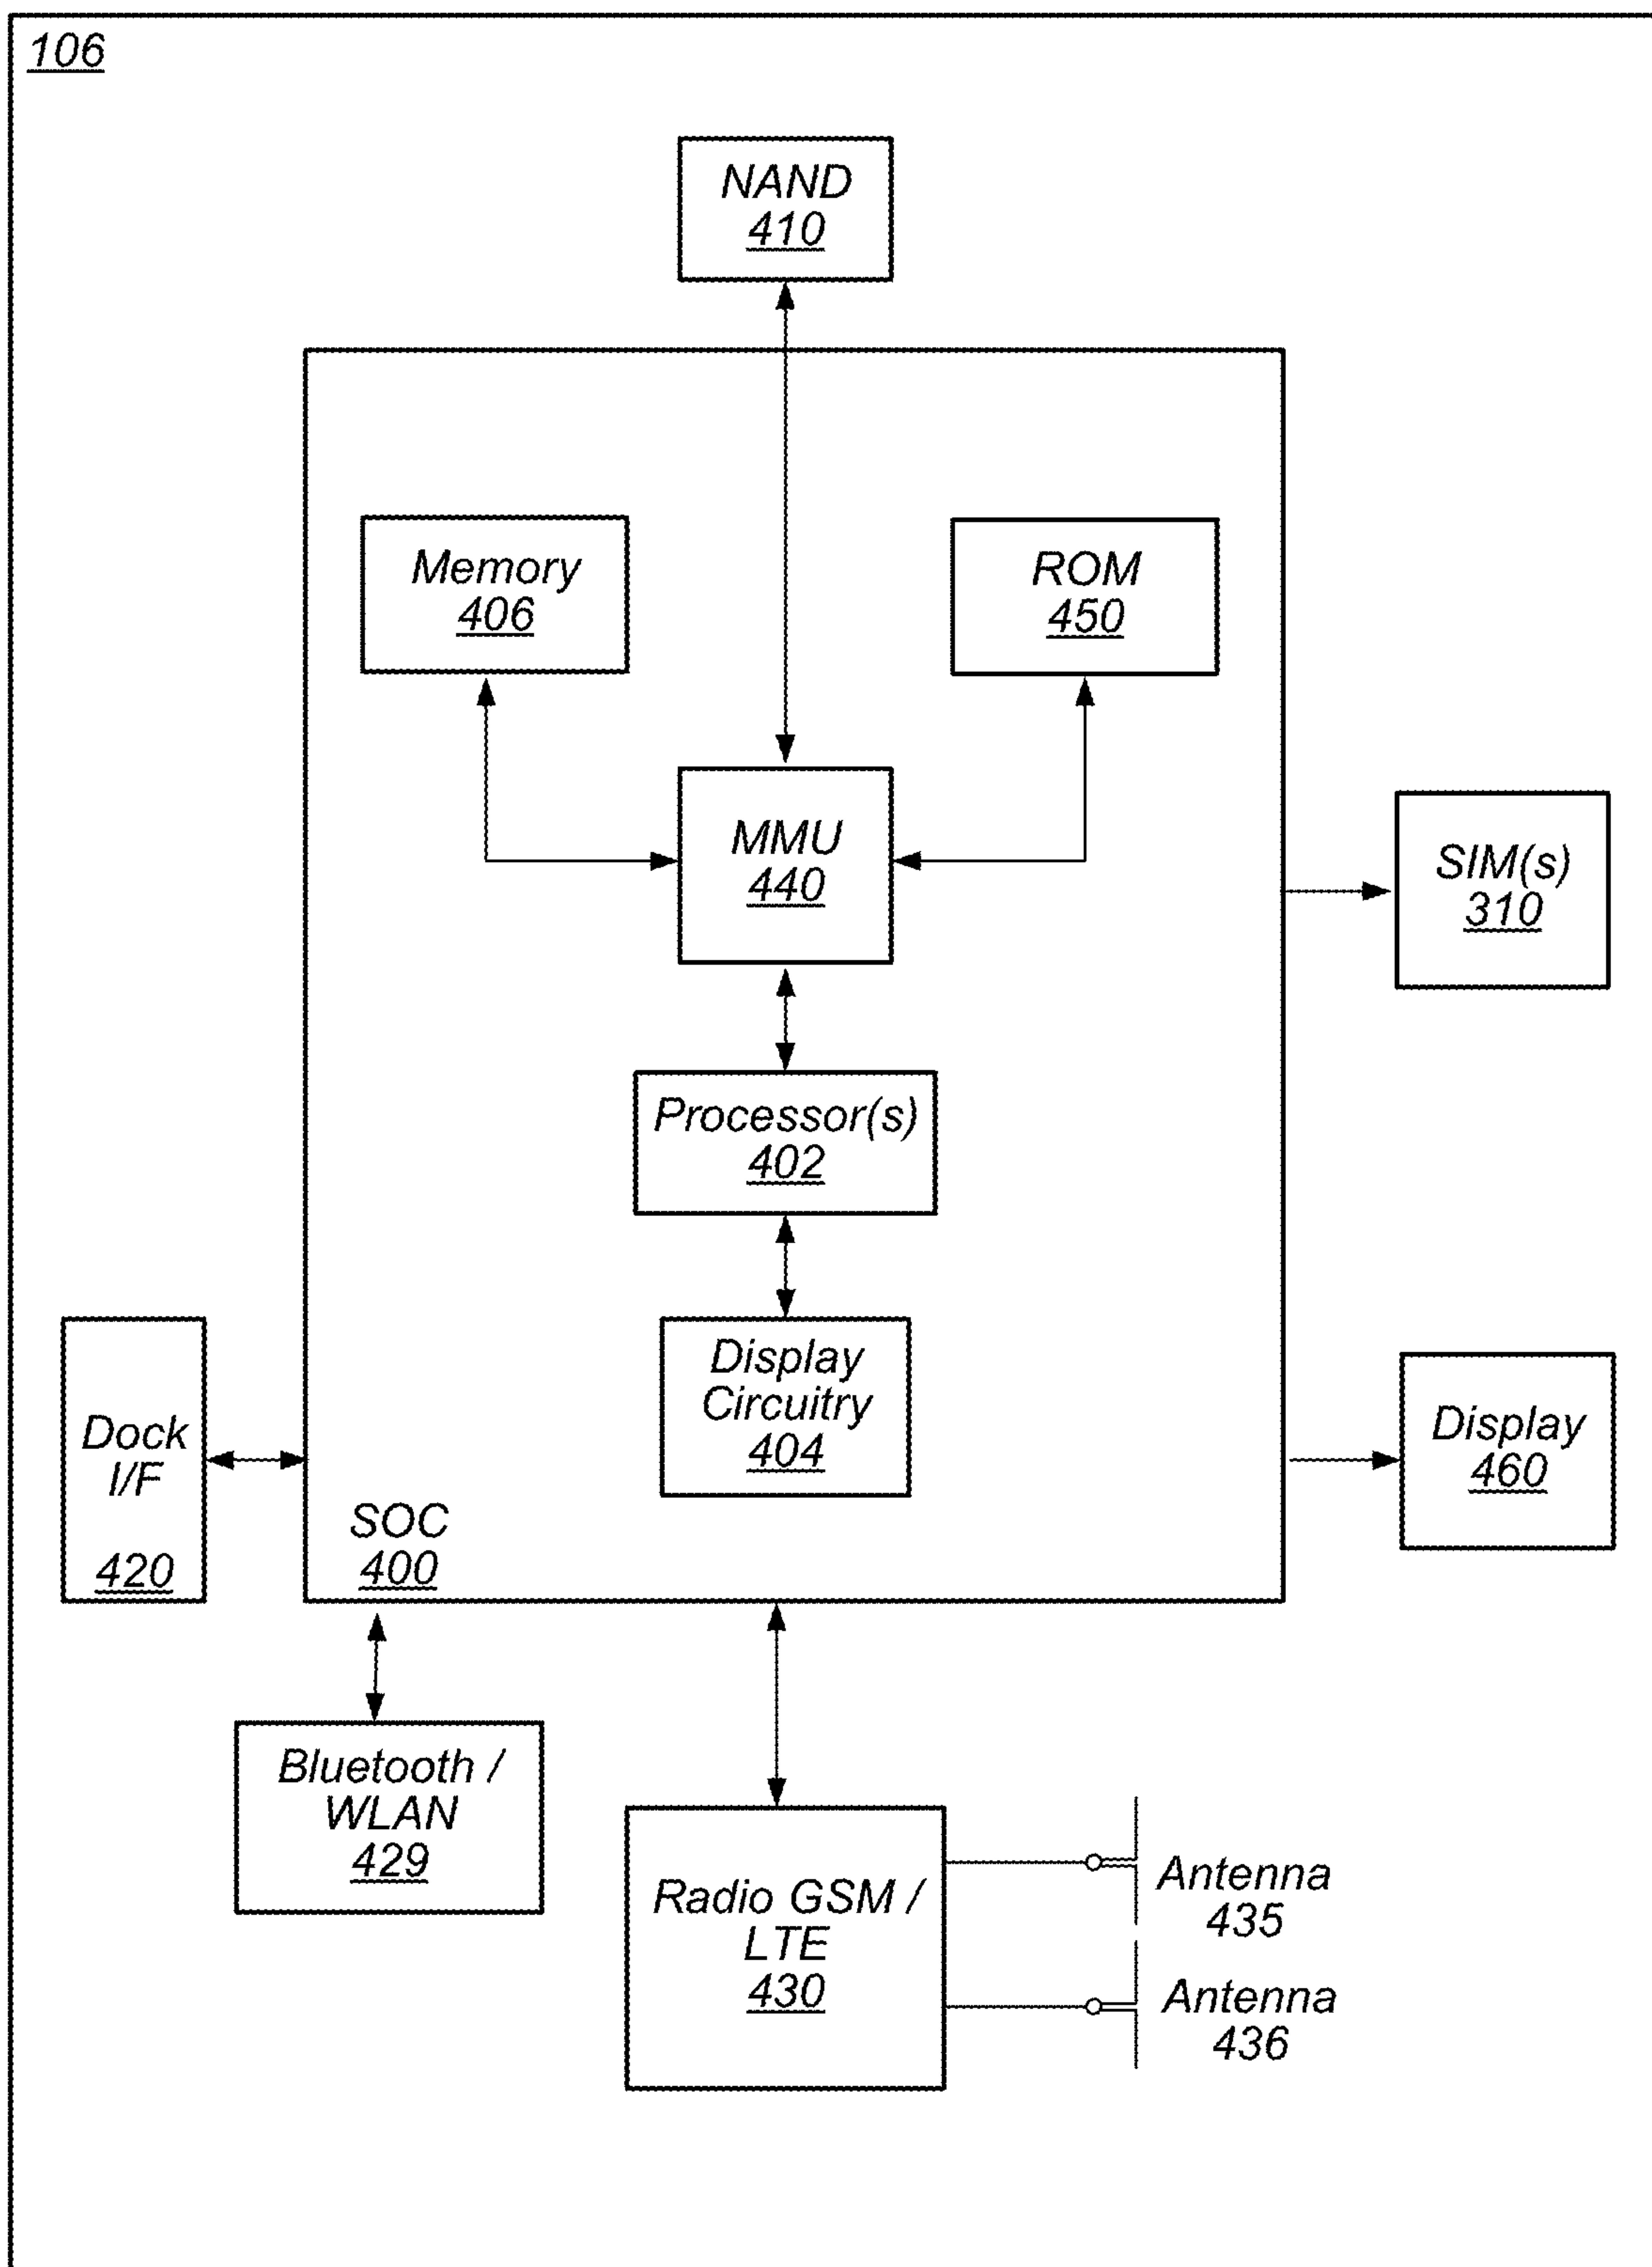 106
NAND
410
Memory
406
ROM
450
MMU
440
SIM(s)
310
Processor(s)
402
Display
Circuitry
404
Dock
I/F
420
Display
460
SOC
400
Bluetooth /
WLAN
429
Radio GSM /
LTE
430
Antenna
435
Antenna
436